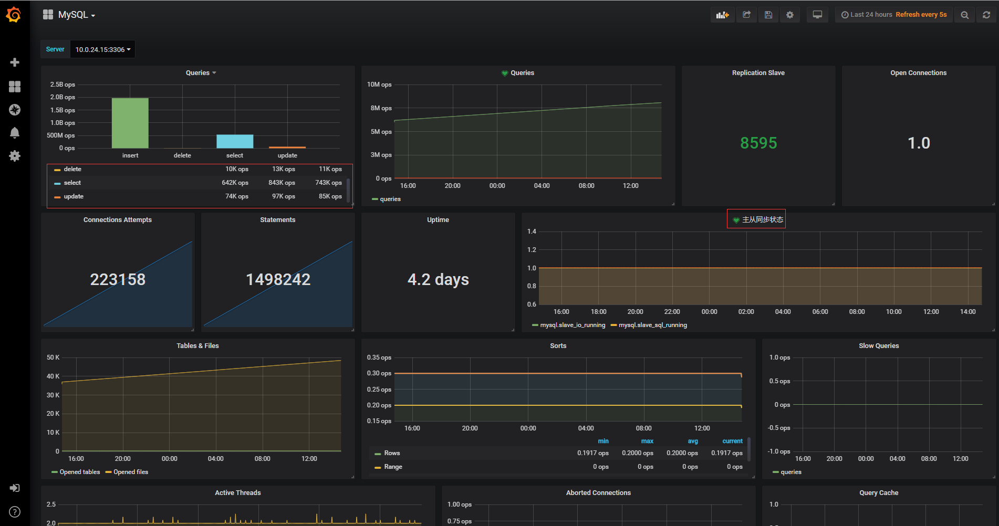 MySQL
Last 24 hours Refresh every 5s
Server 10.0.24.15:3306
Queries
2.5B ops
2.0B ops
1.5B ops
1.0B ops
500M ops
0 ops
insert delete select update
delete 10K ops 13K ops 11K ops
select 642K ops 843K ops 743K ops
update 74K ops 97K ops 85K ops
Queries
10M ops
8M ops
5M ops
3M ops
0 ops
16:00 20:00 00:00 04:00 08:00 12:00
queries
Replication Slave
8595
Open Connections
1.0
Connections Attempts
223158
Statements
1498242
Uptime
4.2 days
主从同步状态
1.4
1.2
1.0
0.8
0.6
16:00 18:00 20:00 22:00 00:00 02:00 04:00 06:00 08:00 10:00 12:00 14:00
mysql.slave_io_running mysql.slave_sql_running
Tables & Files
50 K
40 K
30 K
20 K
10 K
0
16:00 20:00 00:00 04:00 08:00 12:00
Opened tables Opened files
Sorts
0.35 ops
0.30 ops
0.25 ops
0.20 ops
0.15 ops
16:00 20:00 00:00 04:00 08:00 12:00
min max avg current
Rows 0.1917 ops 0.2000 ops 0.2000 ops 0.1917 ops
Range 0 ops 0 ops 0 ops 0 ops
Slow Queries
1.0 ops
0.5 ops
0 ops
-0.5 ops
-1.0 ops
16:00 20:00 00:00 04:00 08:00 12:00
queries
Active Threads
2.5
2.0
Aborted Connections
1.00 ops
0.75 ops
Query Cache
1.0